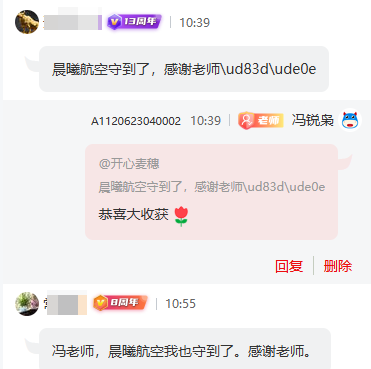 13周年 10:39
晨曦航空守到了，感谢老师\ud83d\ude0e
A1120623040002 10:39 老师 冯锐枭
@开心麦穗
晨曦航空守到了，感谢老师\ud83d\ude0e
恭喜大收获
回复 删除
8周年 10:55
冯老师，晨曦航空我也守到了。感谢老师。